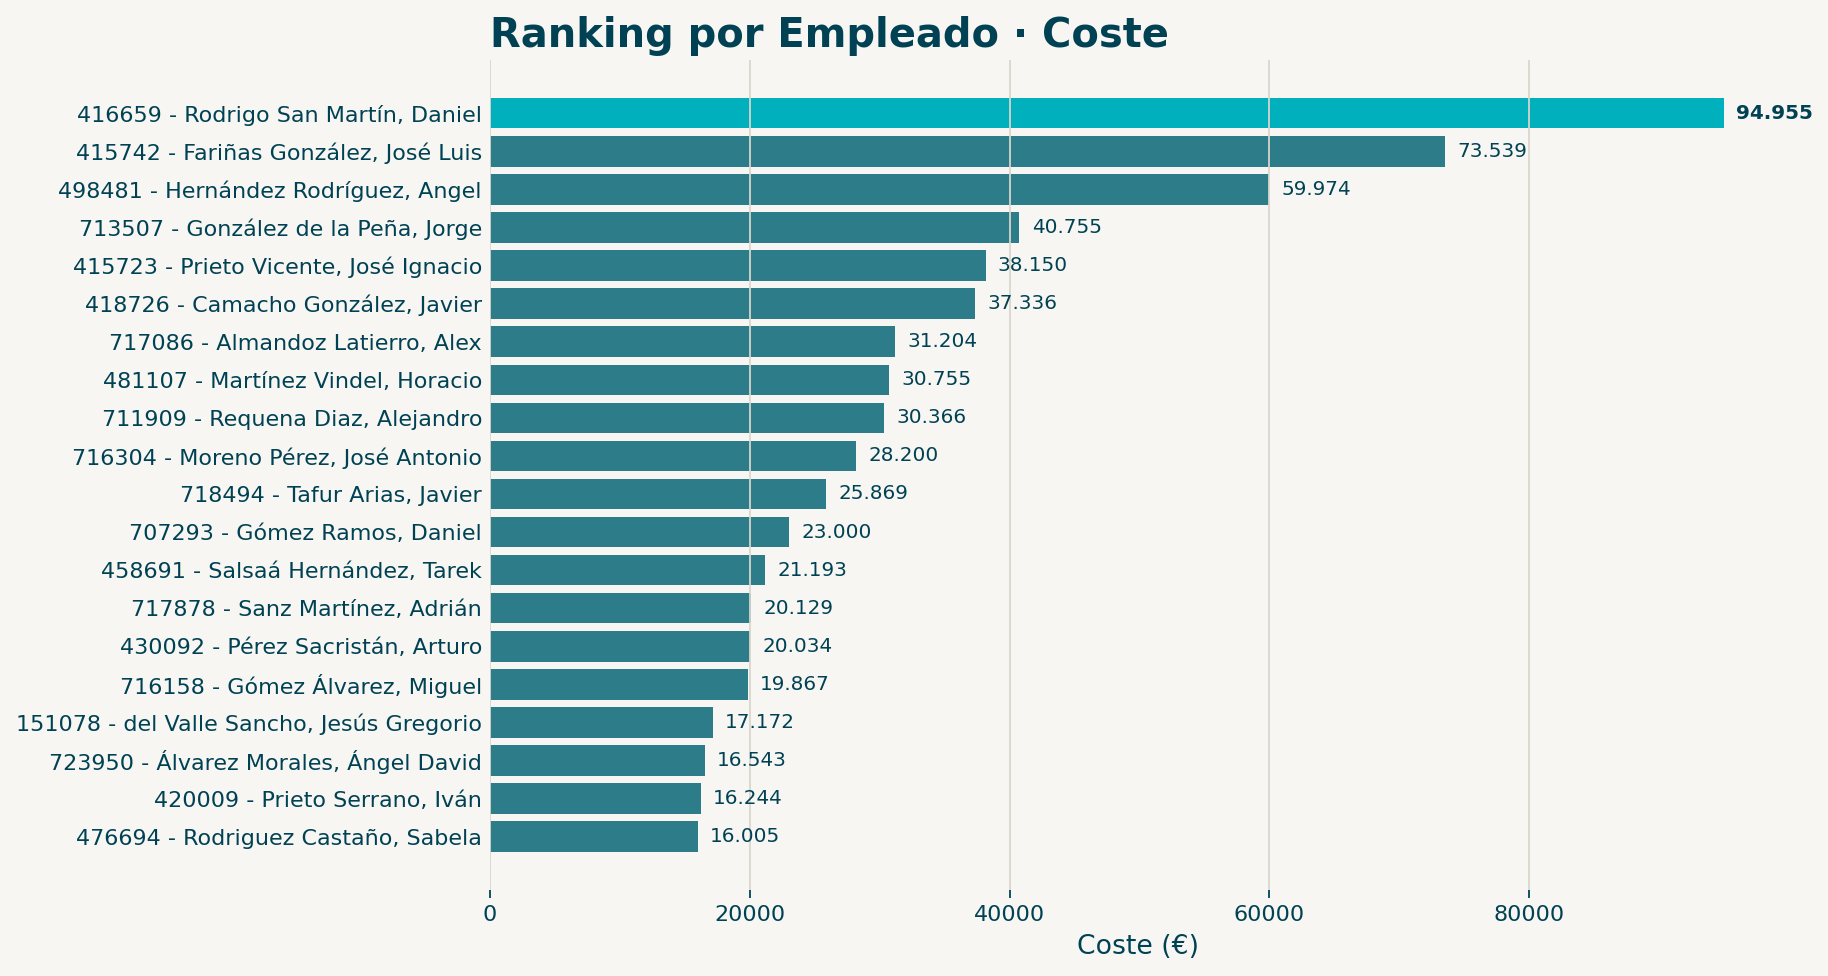 Ranking por Empleado · Coste
416659 - Rodrigo San Martín, Daniel 94.955
415742 - Fariñas González, José Luis 73.539
498481 - Hernández Rodríguez, Angel 59.974
713507 - González de la Peña, Jorge 40.755
415723 - Prieto Vicente, José Ignacio 38.150
418726 - Camacho González, Javier 37.336
717086 - Almandoz Latierro, Alex 31.204
481107 - Martínez Vindel, Horacio 30.755
711909 - Requena Diaz, Alejandro 30.366
716304 - Moreno Pérez, José Antonio 28.200
718494 - Tafur Arias, Javier 25.869
707293 - Gómez Ramos, Daniel 23.000
458691 - Salsaá Hernández, Tarek 21.193
717878 - Sanz Martínez, Adrián 20.129
430092 - Pérez Sacristán, Arturo 20.034
716158 - Gómez Álvarez, Miguel 19.867
151078 - del Valle Sancho, Jesús Gregorio 17.172
723950 - Álvarez Morales, Ángel David 16.543
420009 - Prieto Serrano, Iván 16.244
476694 - Rodriguez Castaño, Sabela 16.005
0 20000 40000 60000 80000
Coste (€)